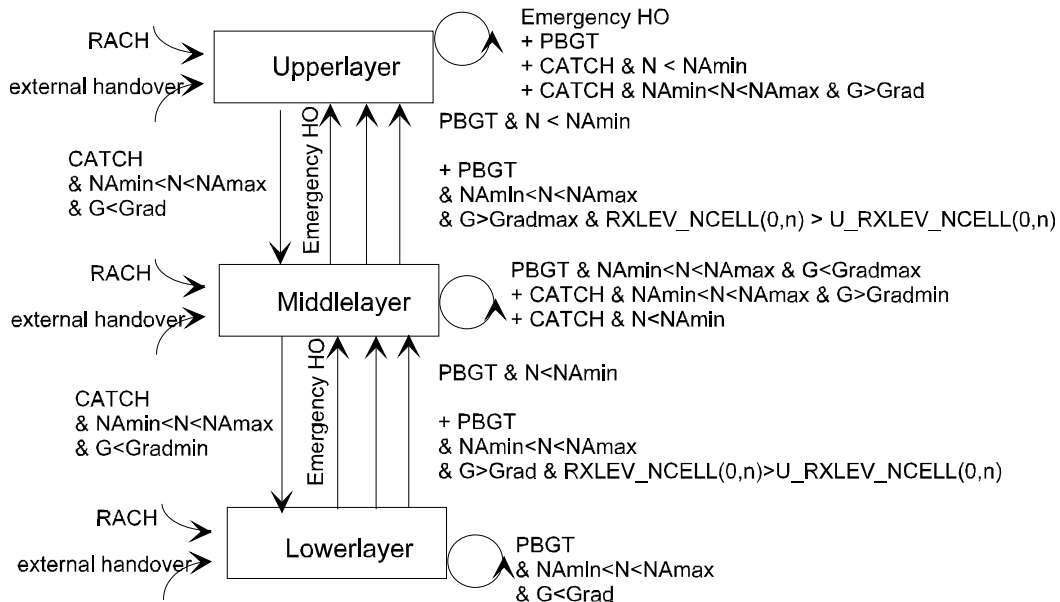 Emergency HO
+ PBGT
+ CATCH & N < NAmin
+ CATCH & NAmin<N<NAmax & G>Grad
RACH
Upperlayer
external handover
PBGT & N < NAmin
Emergency HO
CATCH
& NAmin<N<NAmax
& G<Grad
+ PBGT
& NAmIn<N<NAmax
& G>Gradmax & RXLEV_NCELL(0,n) > U_RXLEV_NCELL(0,n)
RACH
Middlelayer
external handover
PBGT & NAmin<N<NAmax & G<Gradmax
+ CATCH & NAmin<N<NAmax & G>Gradmin
+ CATCH & N<NAmin
PBGT & N<NAmin
Emergency HO
CATCH
& NAmin<N<NAmax
& G<Gradmin
+ PBGT
& NAmin<N<NAmax
& G>Grad & RXLEV_NCELL(0,n)>U_RXLEV_NCELL(0,n)
RACH
Lowerlayer
external handover
PBGT
& NAmIn<N<NAmax
& G<Grad